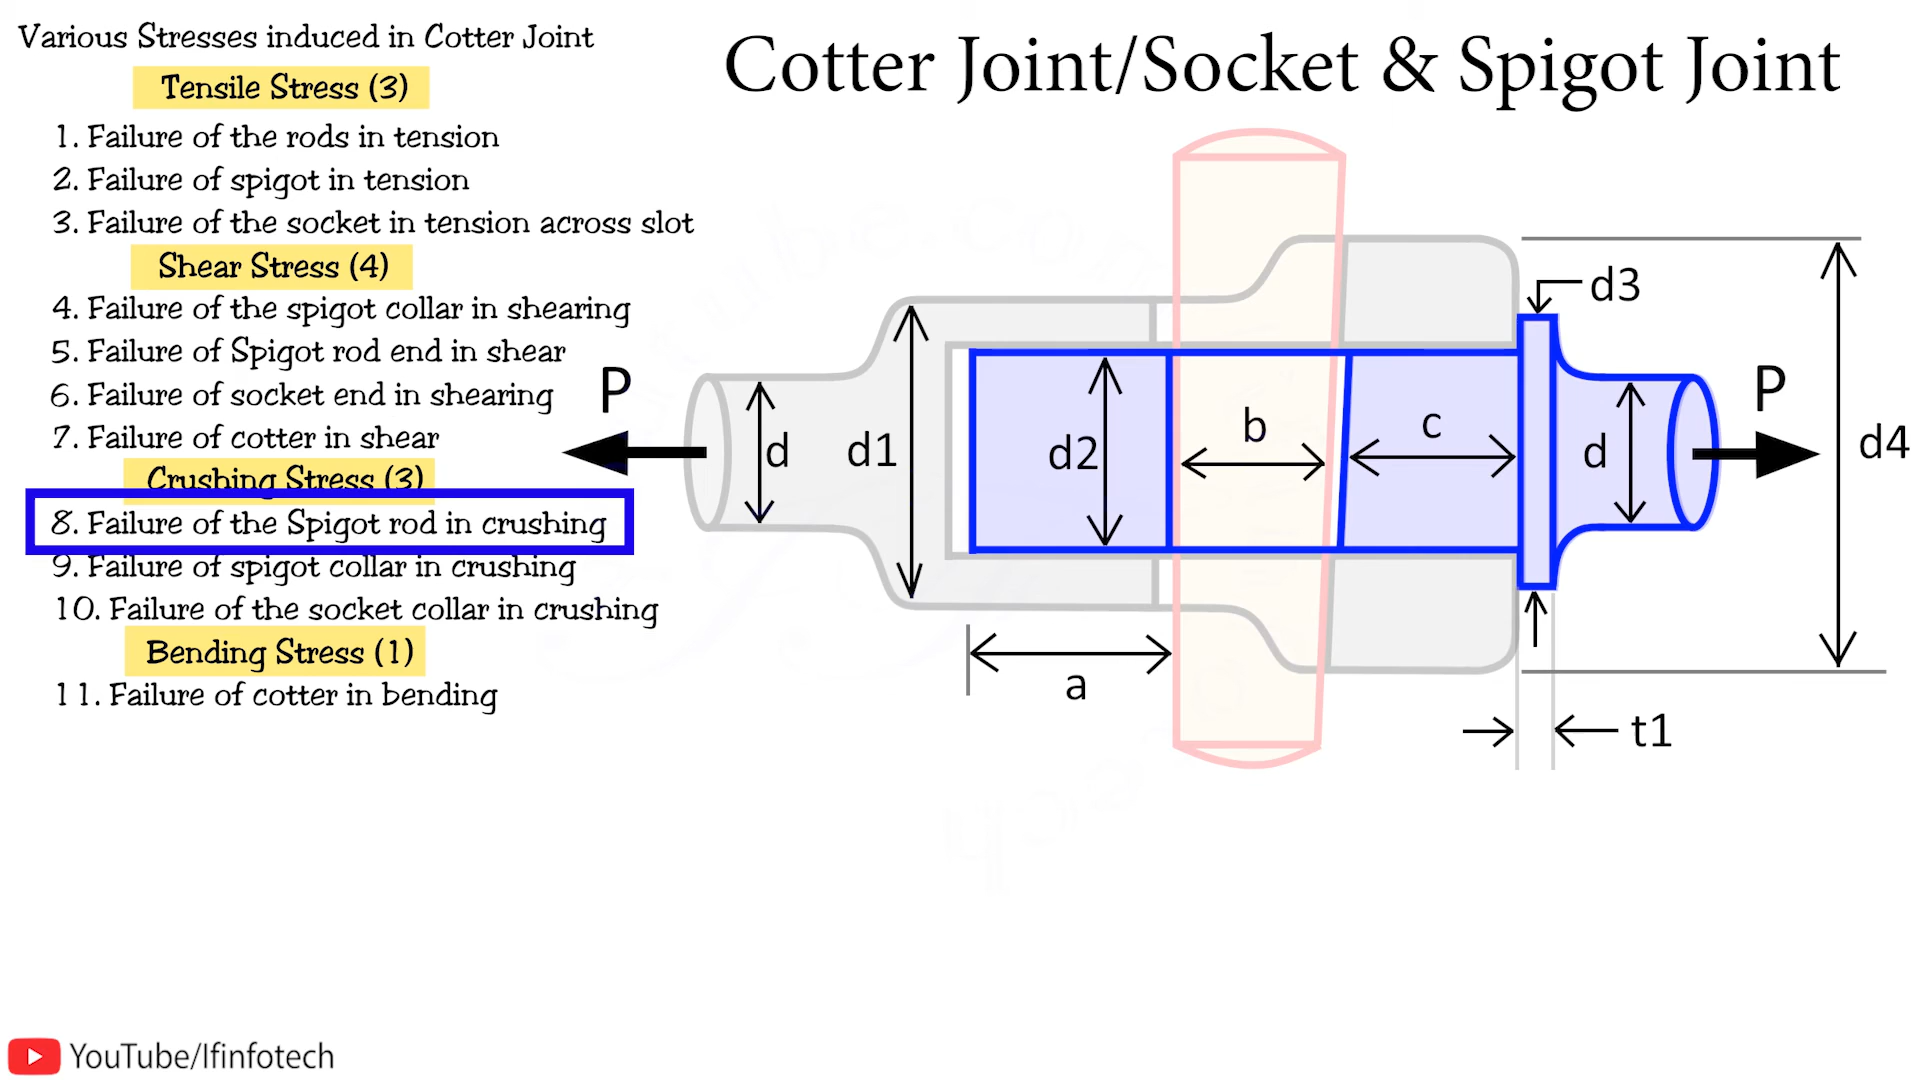 Various Stresses induced in Cotter Joint
Tensile Stress (3)
1. Failure of the rods in tension
2. Failure of spigot in tension
3. Failure of the socket in tension across slot
Shear Stress (4)
4. Failure of the spigot collar in shearing
5. Failure of Spigot rod end in shear
6. Failure of socket end in shearing
7. Failure of cotter in shear
Crushing Stress (3)
8. Failure of the Spigot rod in crushing
9. Failure of spigot collar in crushing
10. Failure of the socket collar in crushing
Bending Stress (1)
11. Failure of cotter in bending
Cotter Joint/Socket & Spigot Joint
d3
P
P
d
d1
d2
b
c
d
d4
a
t1
YouTube/lfinfotech